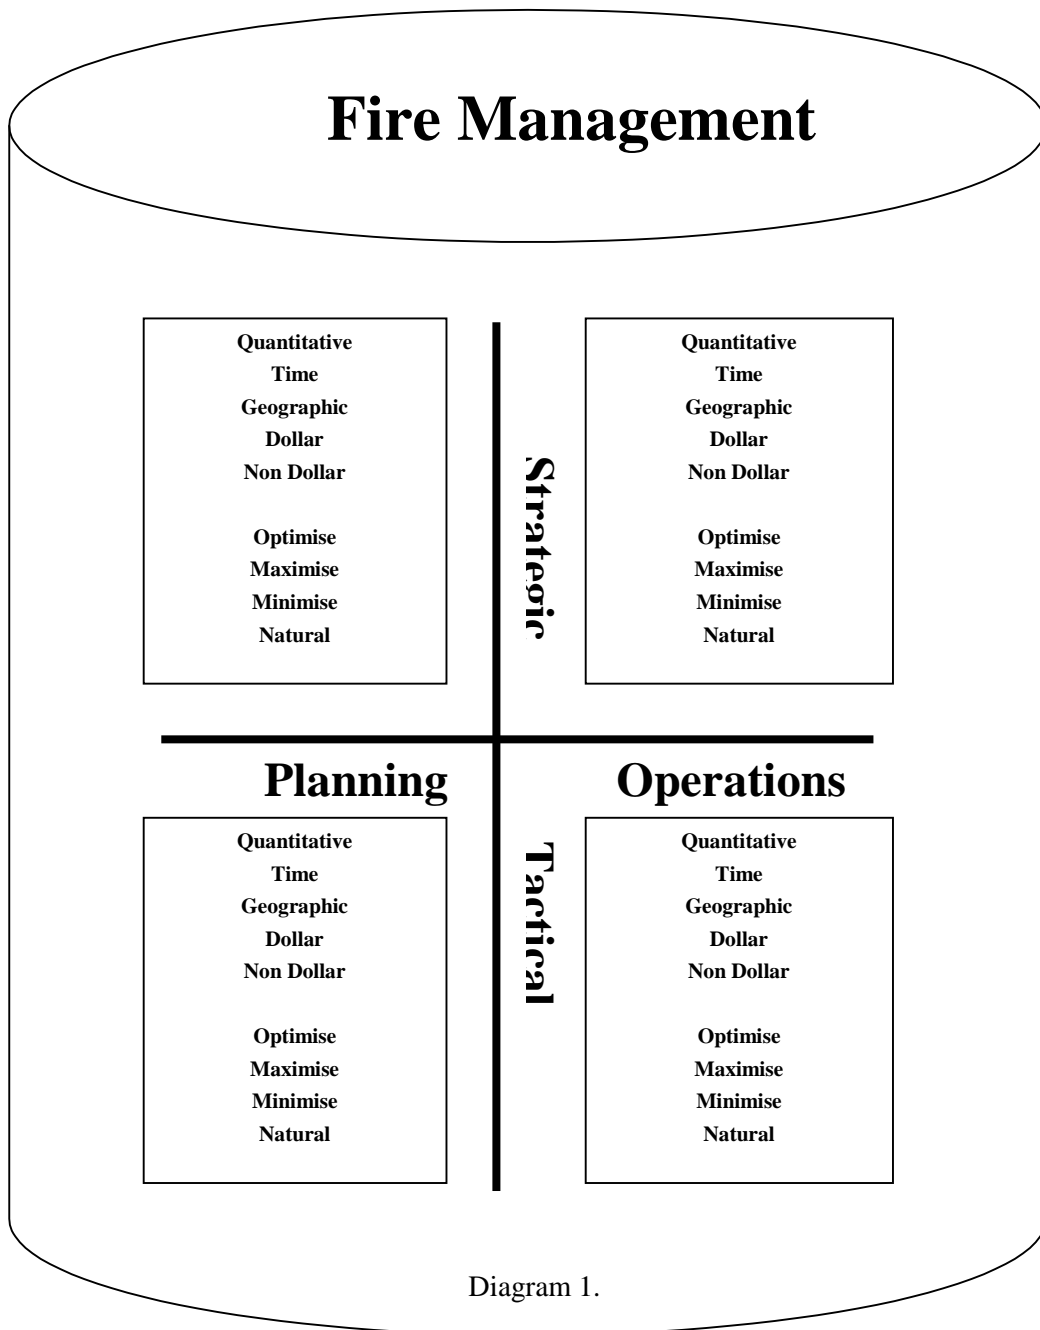 Fire Management
Quantitative
Time
Geographic
Dollar
Non Dollar
Optimise
Maximise
Minimise
Natural
Strategic
Quantitative
Time
Geographic
Dollar
Non Dollar
Optimise
Maximise
Minimise
Natural
Planning
Operations
Quantitative
Time
Geographic
Dollar
Non Dollar
Optimise
Maximise
Minimise
Natural
Tactical
Quantitative
Time
Geographic
Dollar
Non Dollar
Optimise
Maximise
Minimise
Natural
Diagram 1.